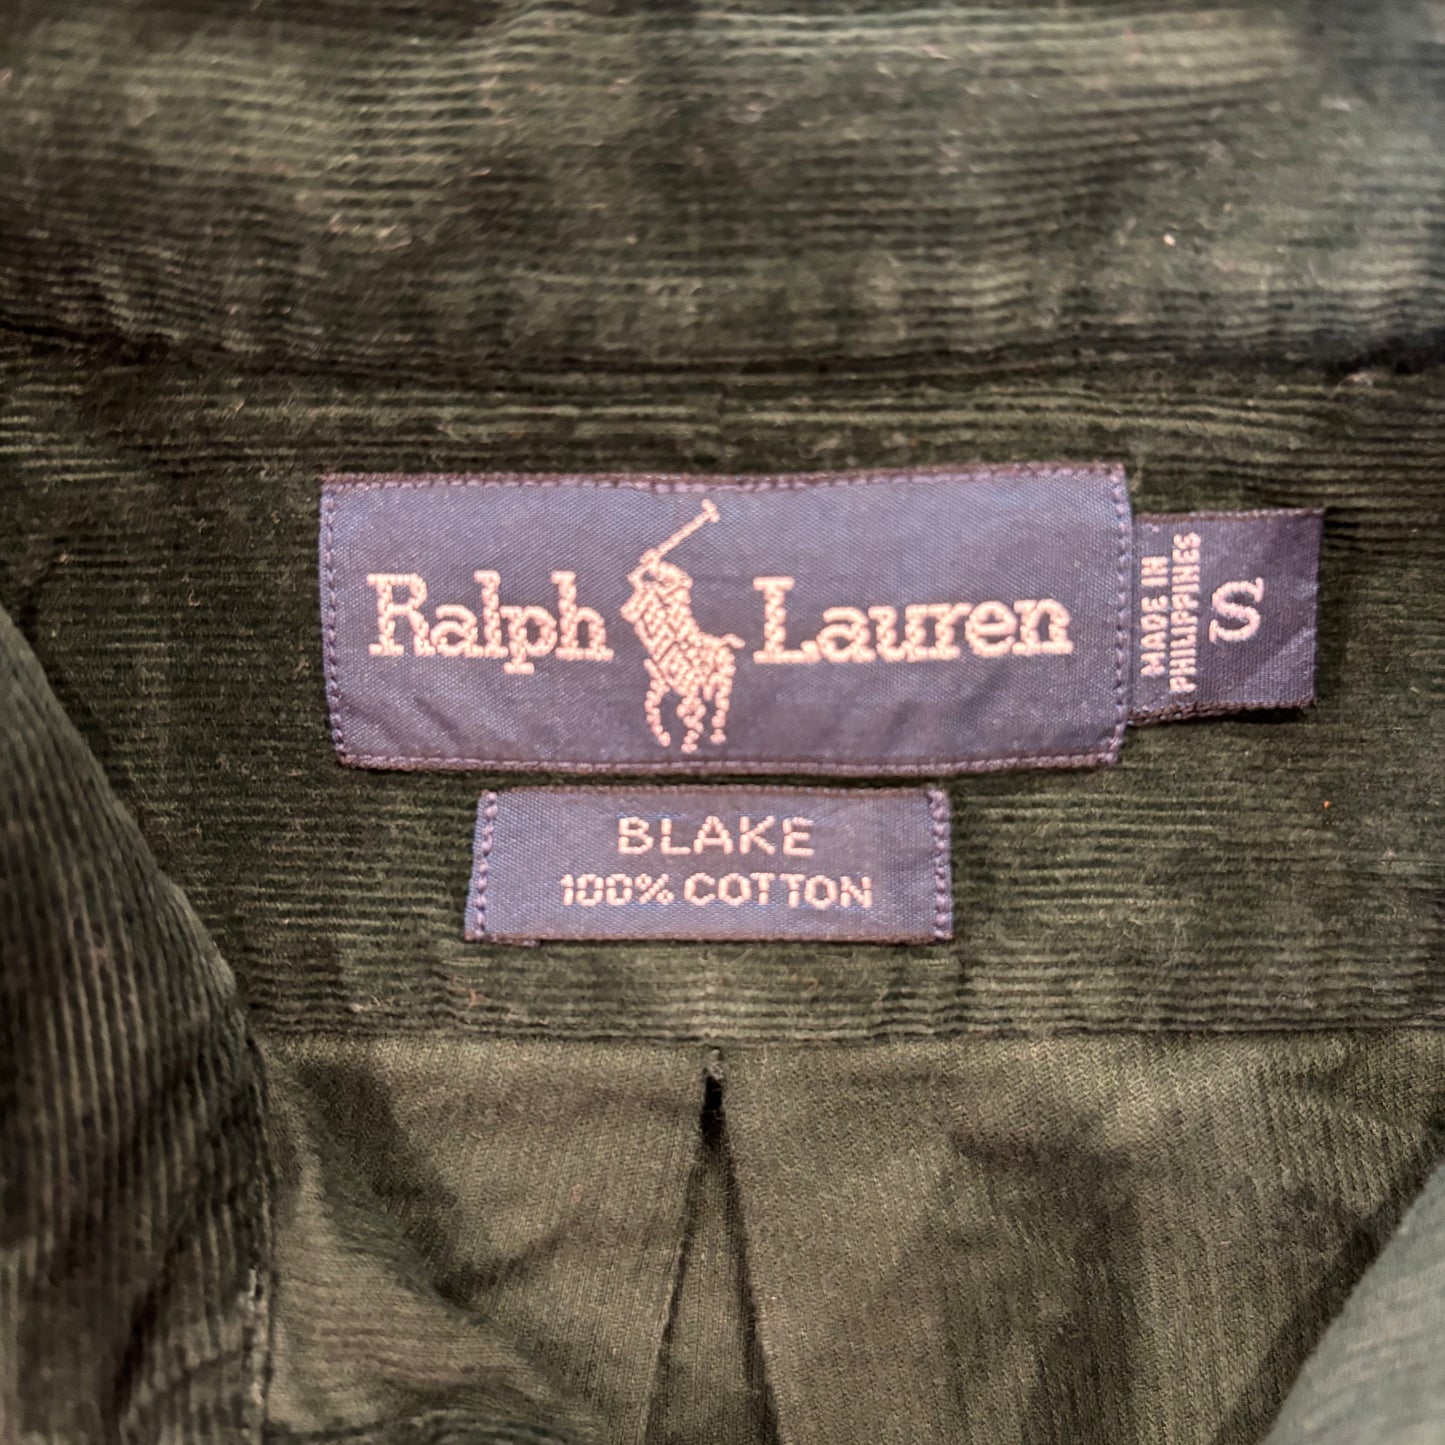 Ralph Lauren
MADE IN
PHILIPPINES
S
BLAKE
100% COTTON